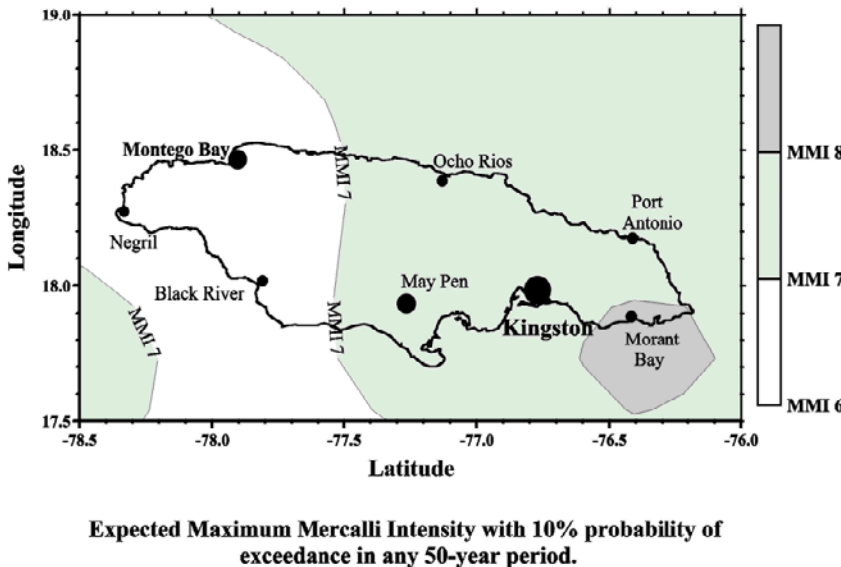 19.0
18.5
18.0
17.5
Longitude
-78.5
-78.0
-77.5
-77.0
-76.5
-76.0
Latitude
Montego Bay
MMI 7
Ocho Rios
Port
Antonio
Negril
Black River
May Pen
Kingston
Morant
Bay
MMI 7
MMI 7
MMI 8
MMI 7
MMI 6
Expected Maximum Mercalli Intensity with 10% probability of
exceedance in any 50-year period.